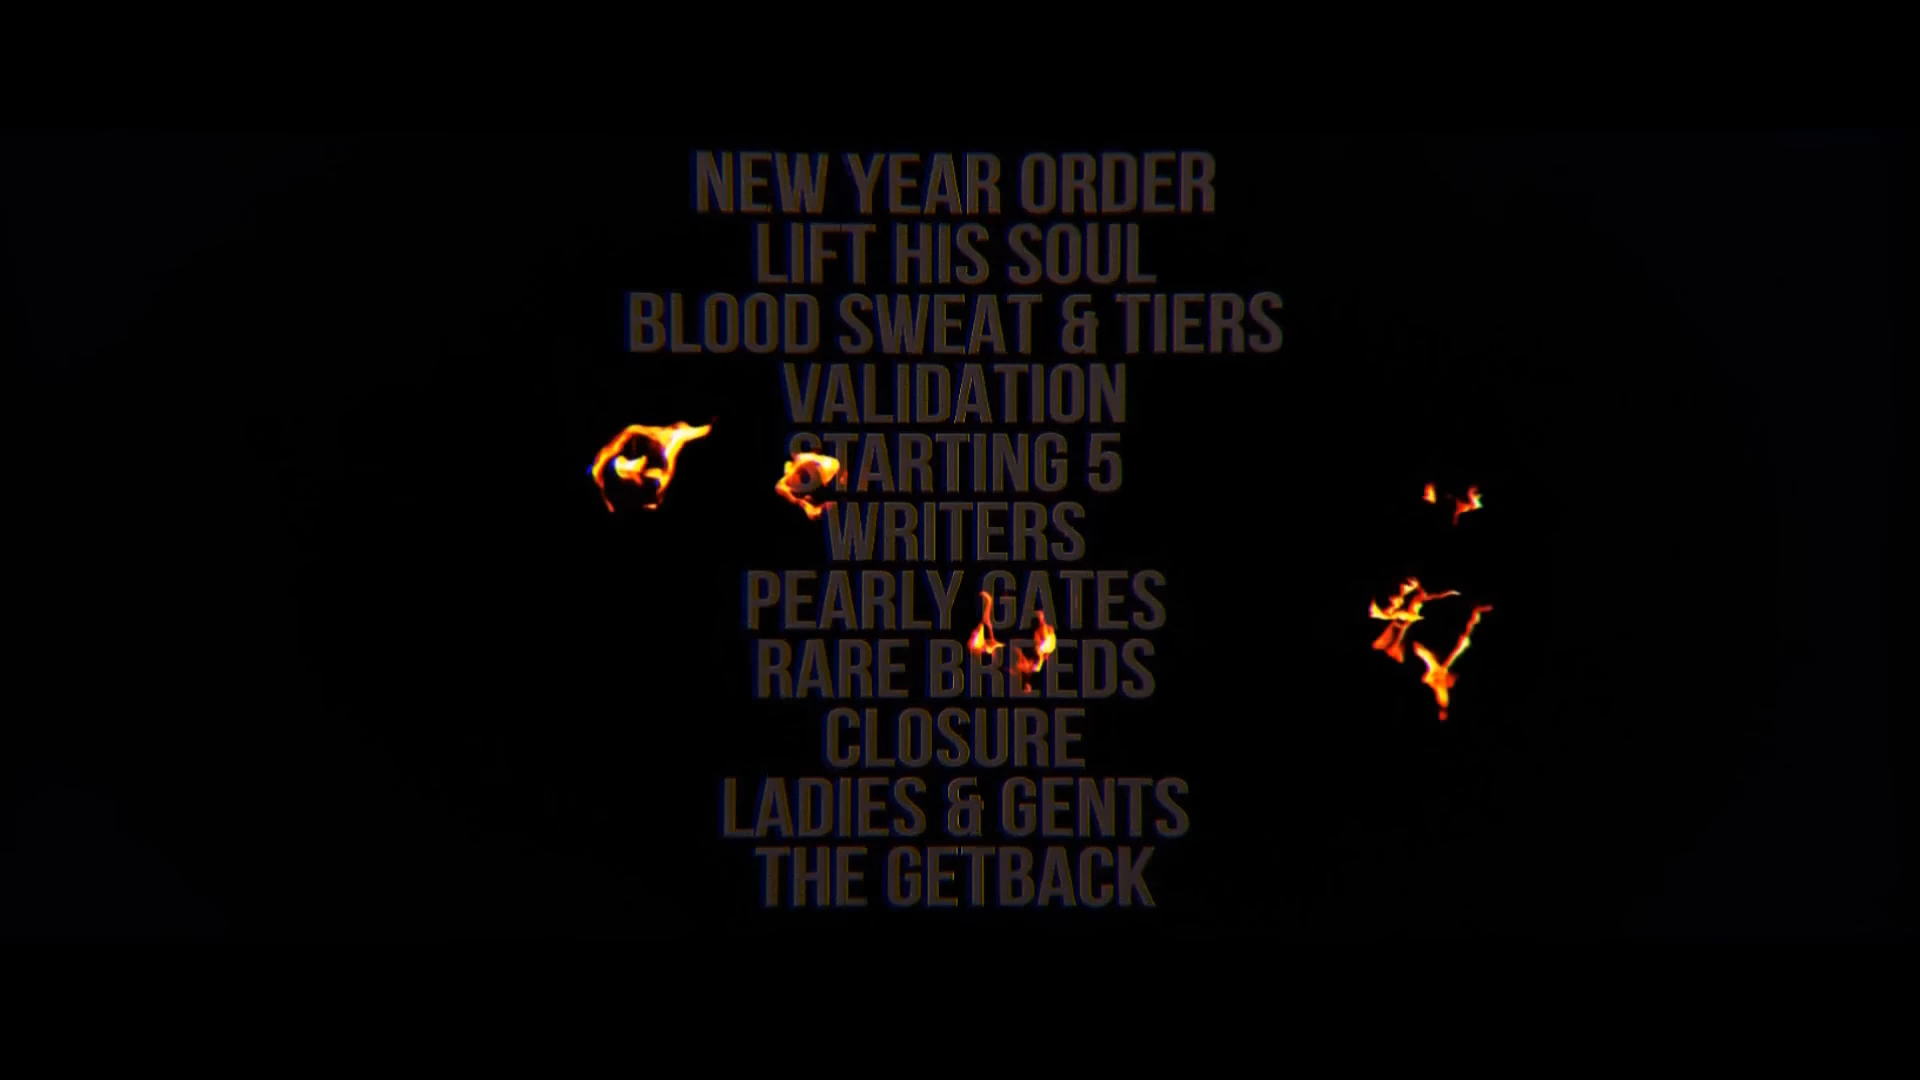 NEW YEAR ORDER
LIFT HIS SOUL
BLOOD SWEAT & TIERS
VALIDATION
STARTING 5
WRITERS
PEARLY GATES
RARE BREEDS
CLOSURE
LADIES & GENTS
THE GETBACK